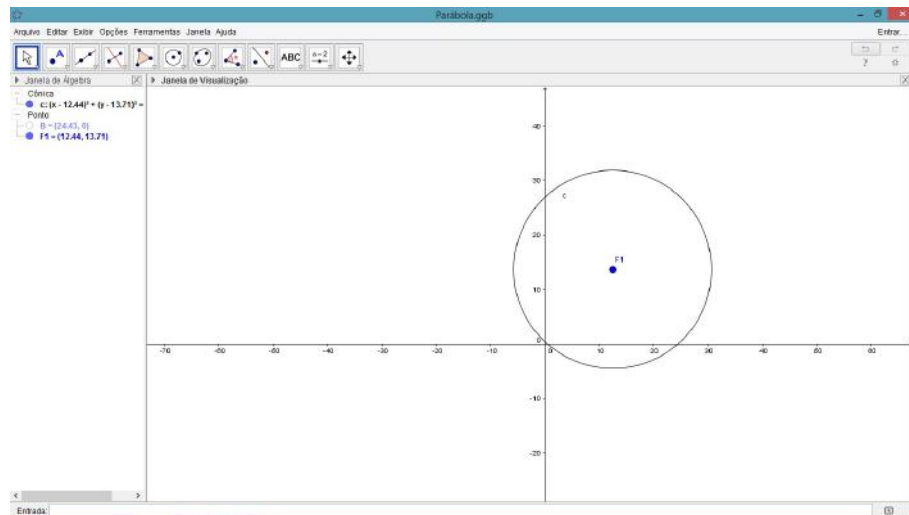 Parábola.ggb
Arquivo Editar Exibir Opções Ferramentas Janela Ajuda
Entrar...
A
ABC
a=2
?
Janela de Álgebra
Janela de Visualização
Cônica
c: (x - 12.44)² + (y - 13.71)² =
Ponto
B = (24.43, 0)
F1 = (12.44, 13.71)
40
30
c
20
F1
10
0
-70 -60 -50 -40 -30 -20 -10 0 10 20 30 40 50 60
-10
-20
Entrada: